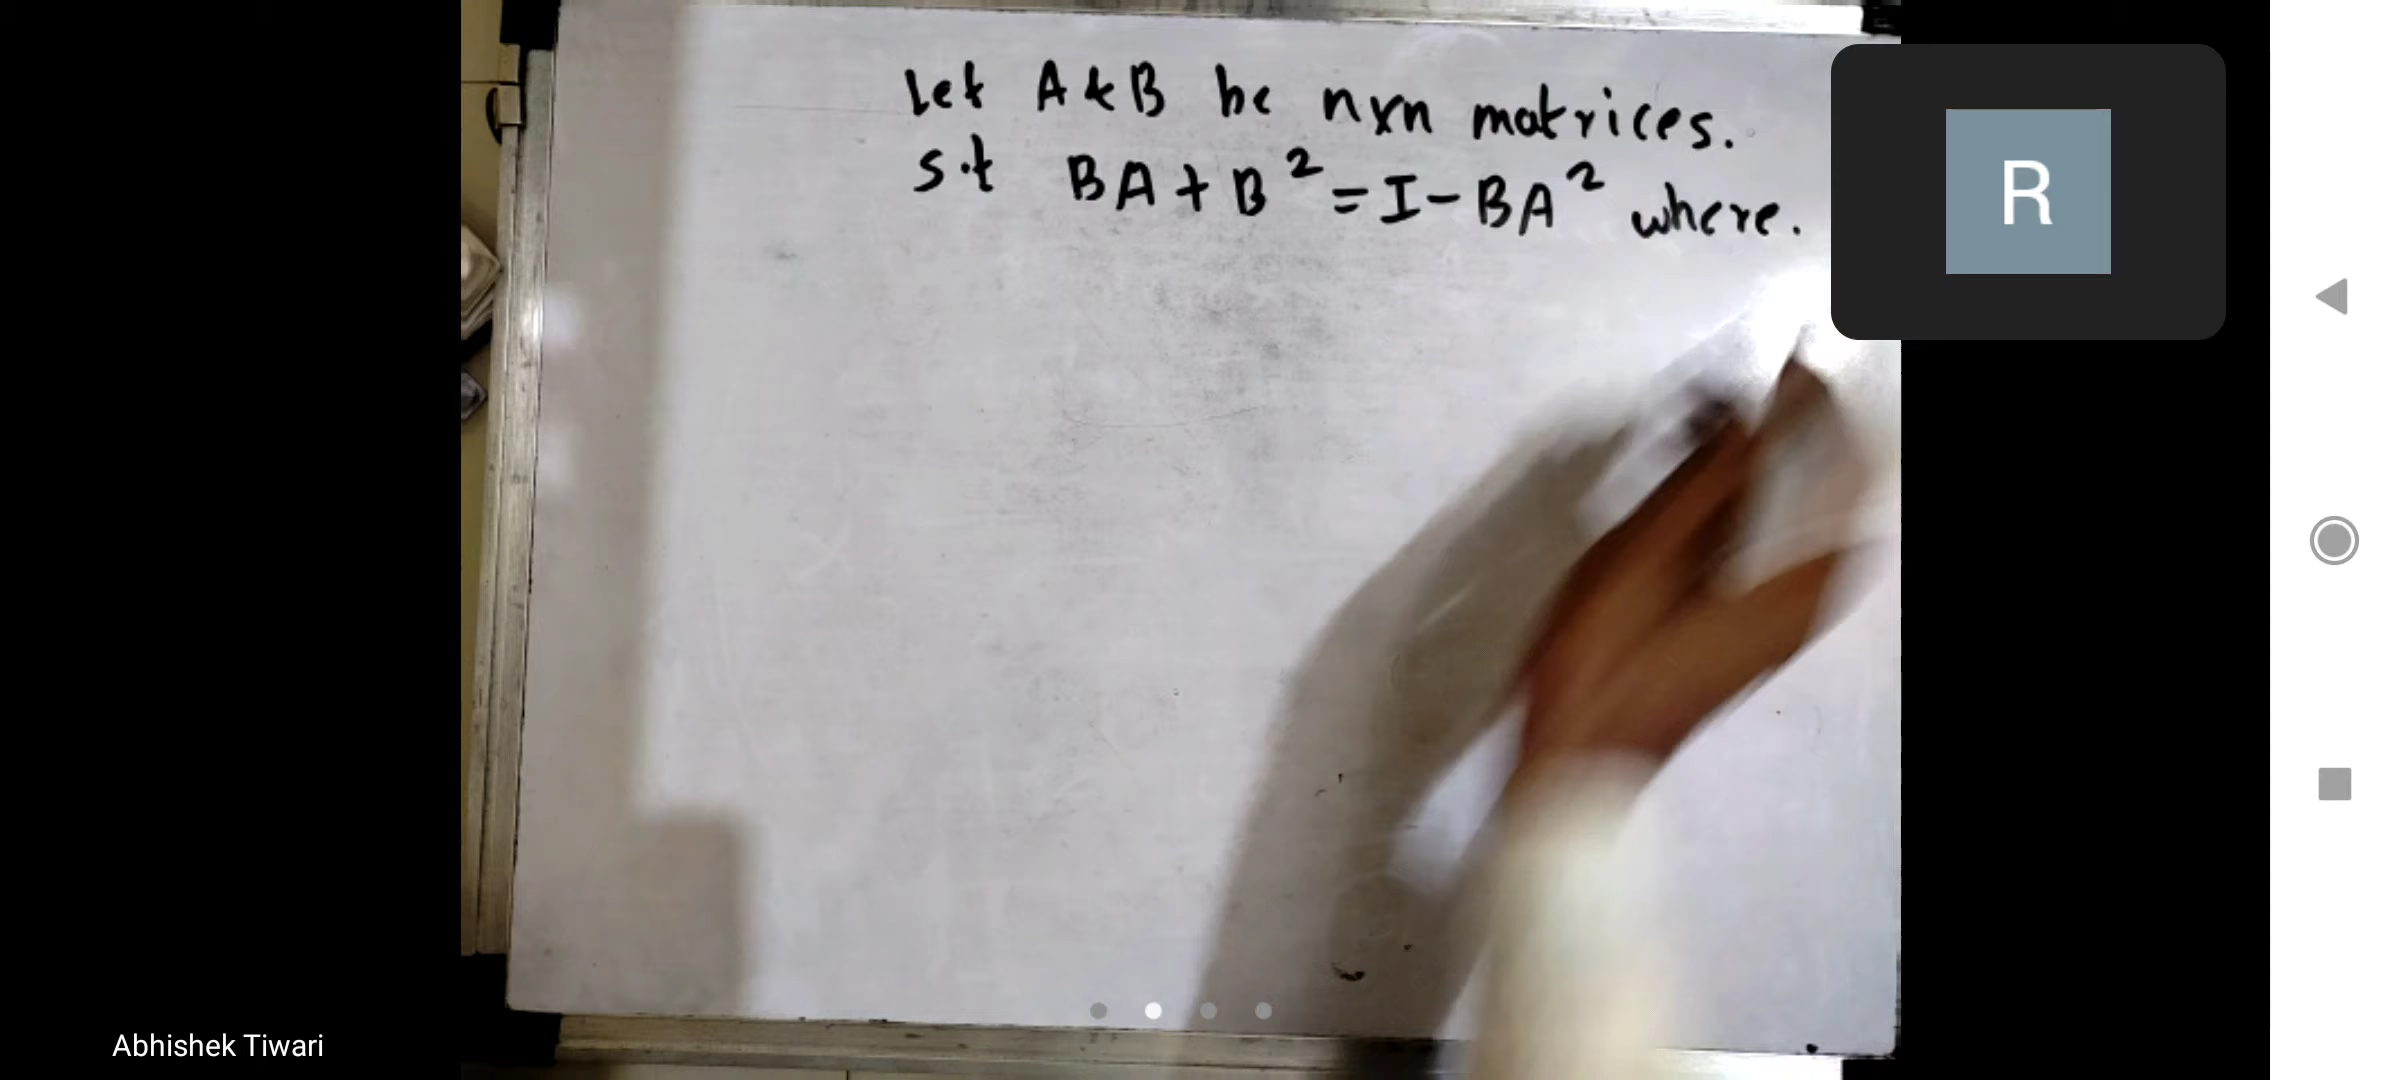 Let A & B be nxn matrices.
s.t BA + B² = I - BA² where.
R
Abhishek Tiwari